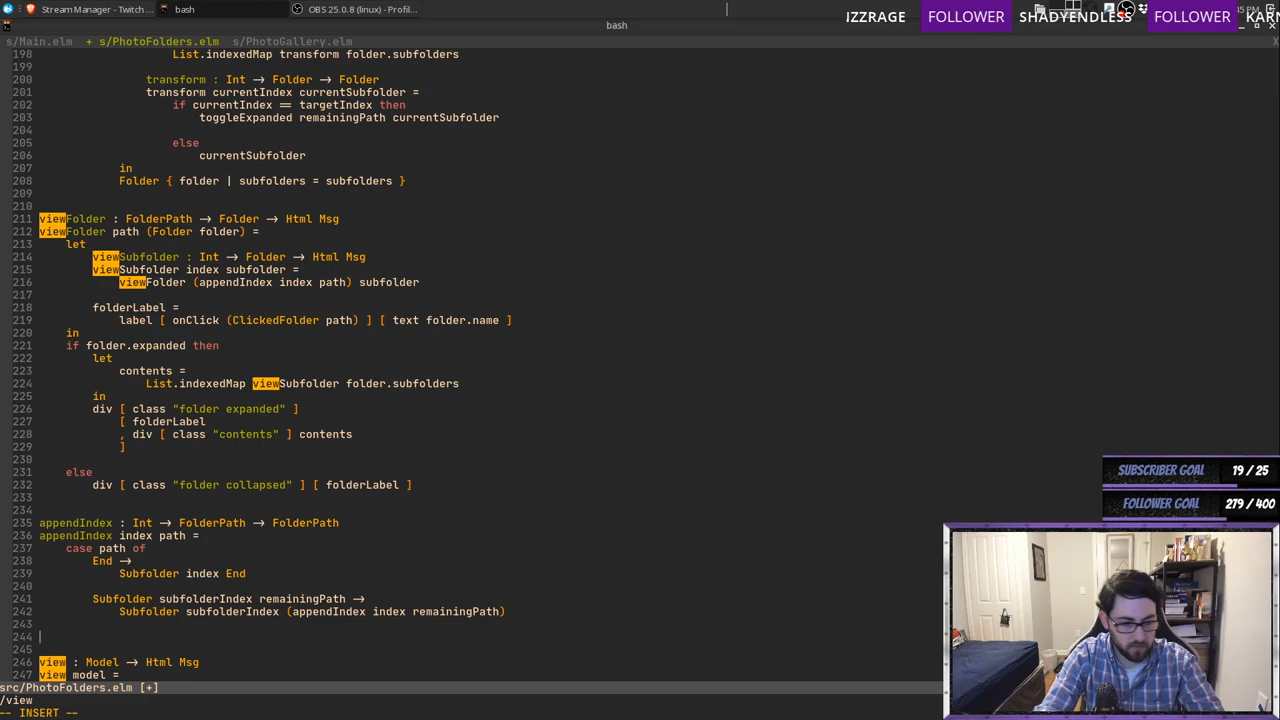 Stream Manager - Twitch ...
bash
OBS 25.0.8 (linux) - Profil...
bash
IZZRAGE FOLLOWER SHADYENDLESS FOLLOWER KARN
s/Main.elm + s/PhotoFolders.elm s/PhotoGallery.elm X
198 List.indexedMap transform folder.subfolders
199
200 transform : Int -> Folder -> Folder
201 transform currentIndex currentSubfolder =
202 if currentIndex == targetIndex then
203 toggleExpanded remainingPath currentSubfolder
204
205 else
206 currentSubfolder
207 in
208 Folder { folder | subfolders = subfolders }
209
210
211 viewFolder : FolderPath -> Folder -> Html Msg
212 viewFolder path (Folder folder) =
213 let
214 viewSubfolder : Int -> Folder -> Html Msg
215 viewSubfolder index subfolder =
216 viewFolder (appendIndex index path) subfolder
217
218 folderLabel =
219 label [ onClick (ClickedFolder path) ] [ text folder.name ]
220 in
221 if folder.expanded then
222 let
223 contents =
224 List.indexedMap viewSubfolder folder.subfolders
225 in
226 div [ class "folder expanded" ]
227 [ folderLabel
228 , div [ class "contents" ] contents
229 ]
230
231 else
232 div [ class "folder collapsed" ] [ folderLabel ]
233
234
235 appendIndex : Int -> FolderPath -> FolderPath
236 appendIndex index path =
237 case path of
238 End ->
239 Subfolder index End
240
241 Subfolder subfolderIndex remainingPath ->
242 Subfolder subfolderIndex (appendIndex index remainingPath)
243
244
245
246 view : Model -> Html Msg
247 view model =
src/PhotoFolders.elm [+]
/view
-- INSERT --
SUBSCRIBER GOAL 19 / 25
FOLLOWER GOAL 279 / 400